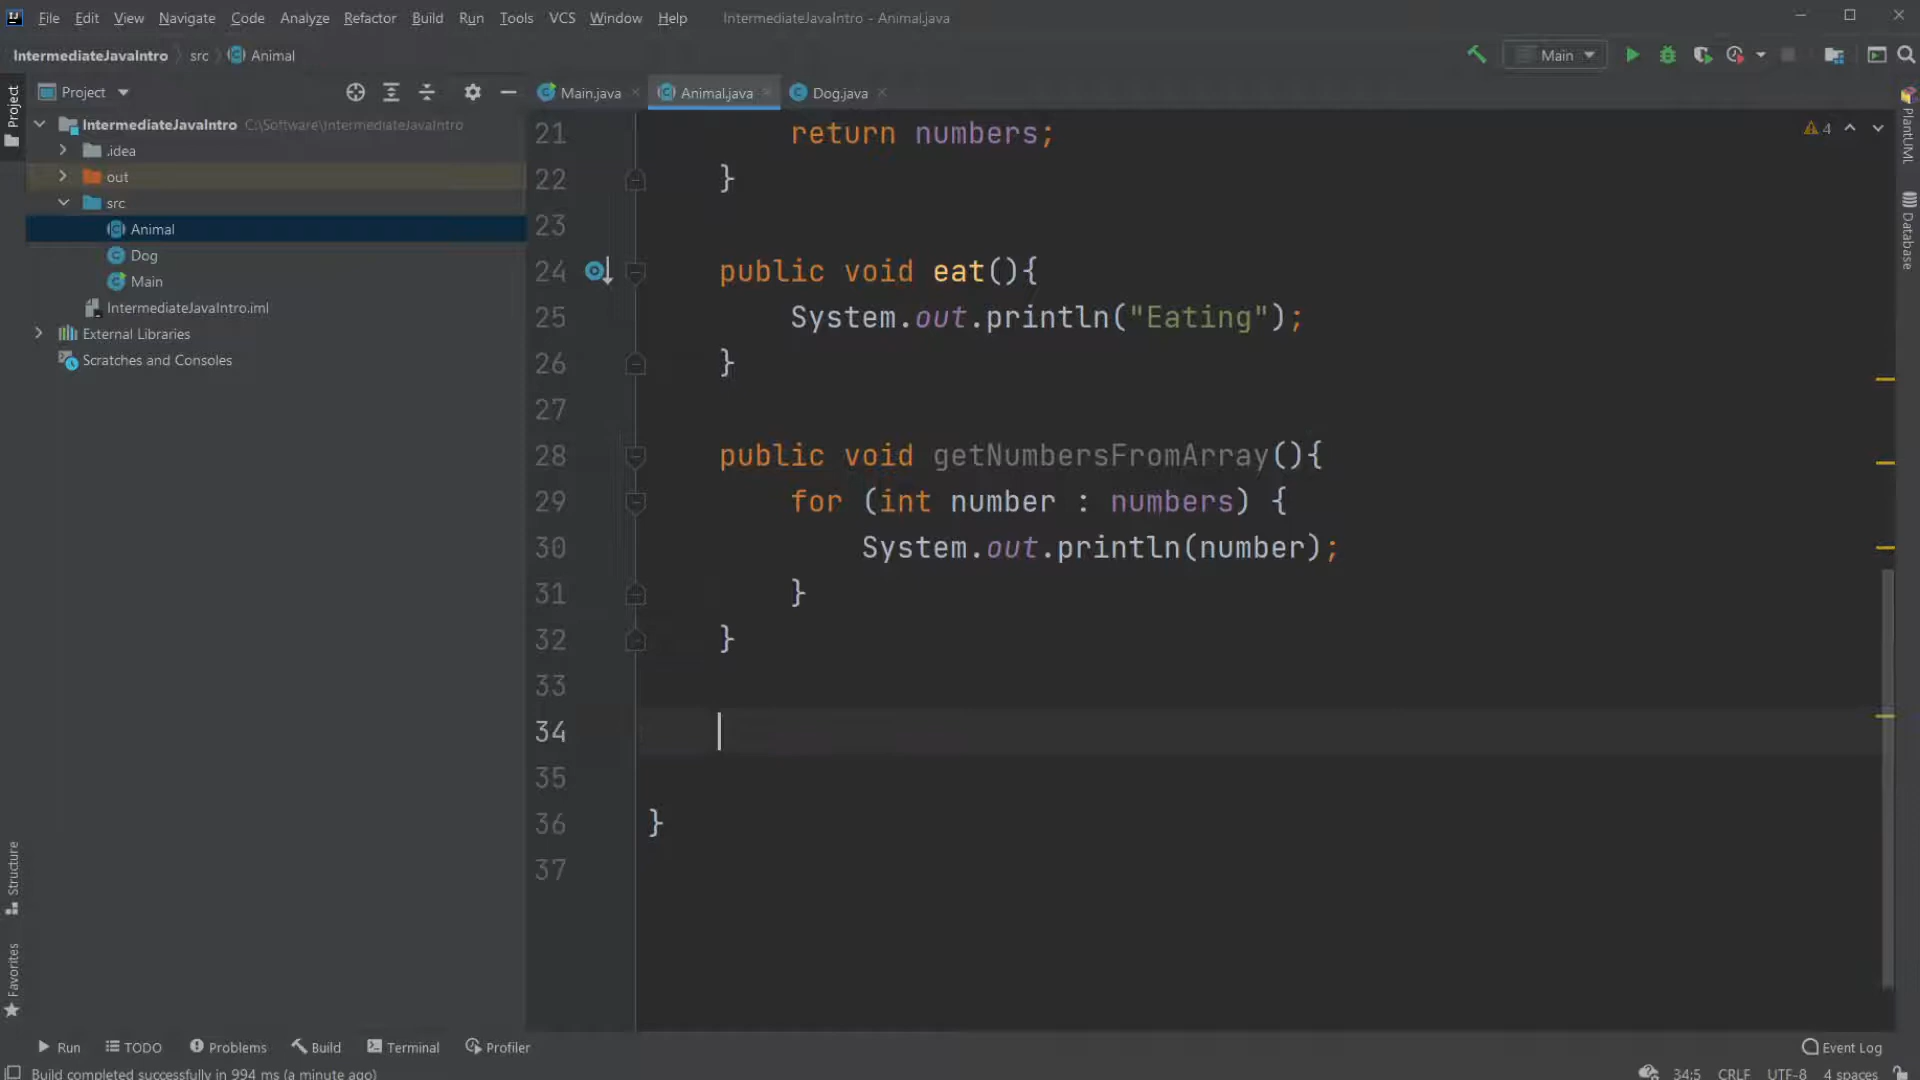 File Edit View Navigate Code Analyze Refactor Build Run Tools VCS Window Help IntermediateJavaIntro - Animal.java
IntermediateJavaIntro src Animal Main
Project
Project
Main.java Animal.java Dog.java
IntermediateJavaIntro C:\Software\IntermediateJavaIntro
.idea
out
src
Animal
Dog
Main
IntermediateJavaIntro.iml
External Libraries
Scratches and Consoles
21 return numbers;
22 }
23
24 public void eat(){
25 System.out.println("Eating");
26 }
27
28 public void getNumbersFromArray(){
29 for (int number : numbers) {
30 System.out.println(number);
31 }
32 }
33
34
35
36 }
37
4
PlantUML
Database
Structure
Favorites
Run TODO Problems Build Terminal Profiler Event Log
Build completed successfully in 994 ms (a minute ago) 34:5 CRLF UTF-8 4 spaces